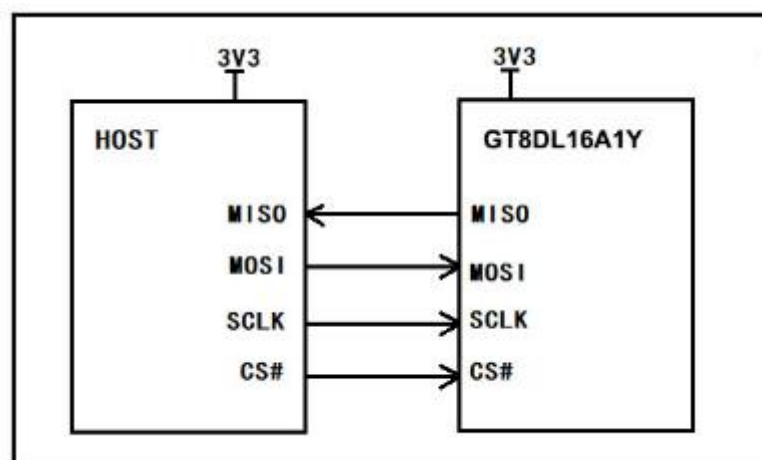 3V3
3V3
HOST
GT8DL16A1Y
MISO
MISO
MOSI
MOSI
SCLK
SCLK
CS#
CS#